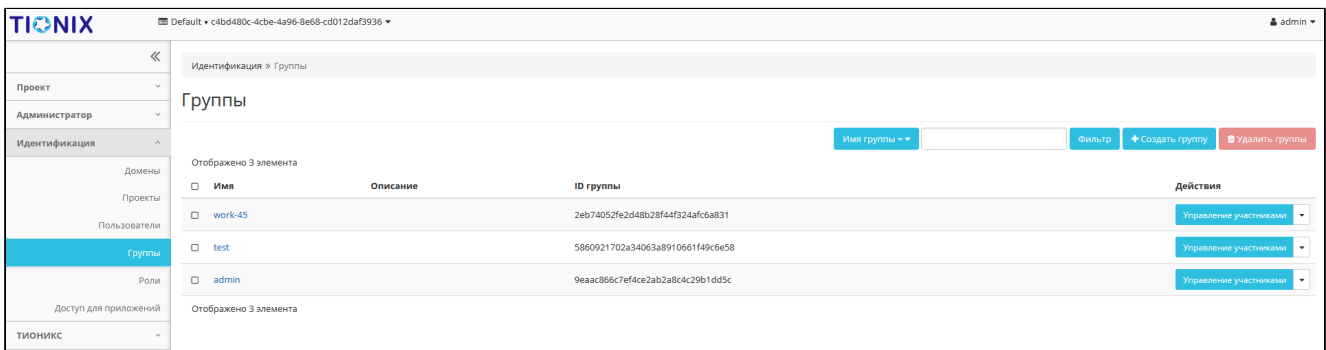 TIONIX
Default • c4bd480c-4cbe-4a96-8e68-cd012daf3936
admin
Проект
Администратор
Идентификация
Домены
Проекты
Пользователи
Группы
Роли
Доступ для приложений
ТИОНИКС
Идентификация » Группы
Группы
Имя группы = Фильтр Создать группу Удалить группы
Отображено 3 элемента
Имя Описание ID группы Действия
work-45 2eb74052fe2d48b28f44f324afc6a831 Управление участниками
test 5860921702a34063a8910661f49c6e58 Управление участниками
admin 9eaac866c7ef4ce2ab2a8c4c29b1dd5c Управление участниками
Отображено 3 элемента